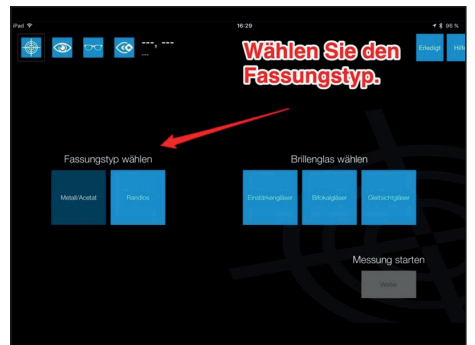 iPad
16:29
96 %
---, ---
---
Wählen Sie den
Fassungstyp.
Erledigt
Hilfe
Fassungstyp wählen
Brillenglas wählen
Metall/Acetat
Randlos
Einstärkengläser
Bifokalgläser
Gleitsichtgläser
Messung starten
Weiter